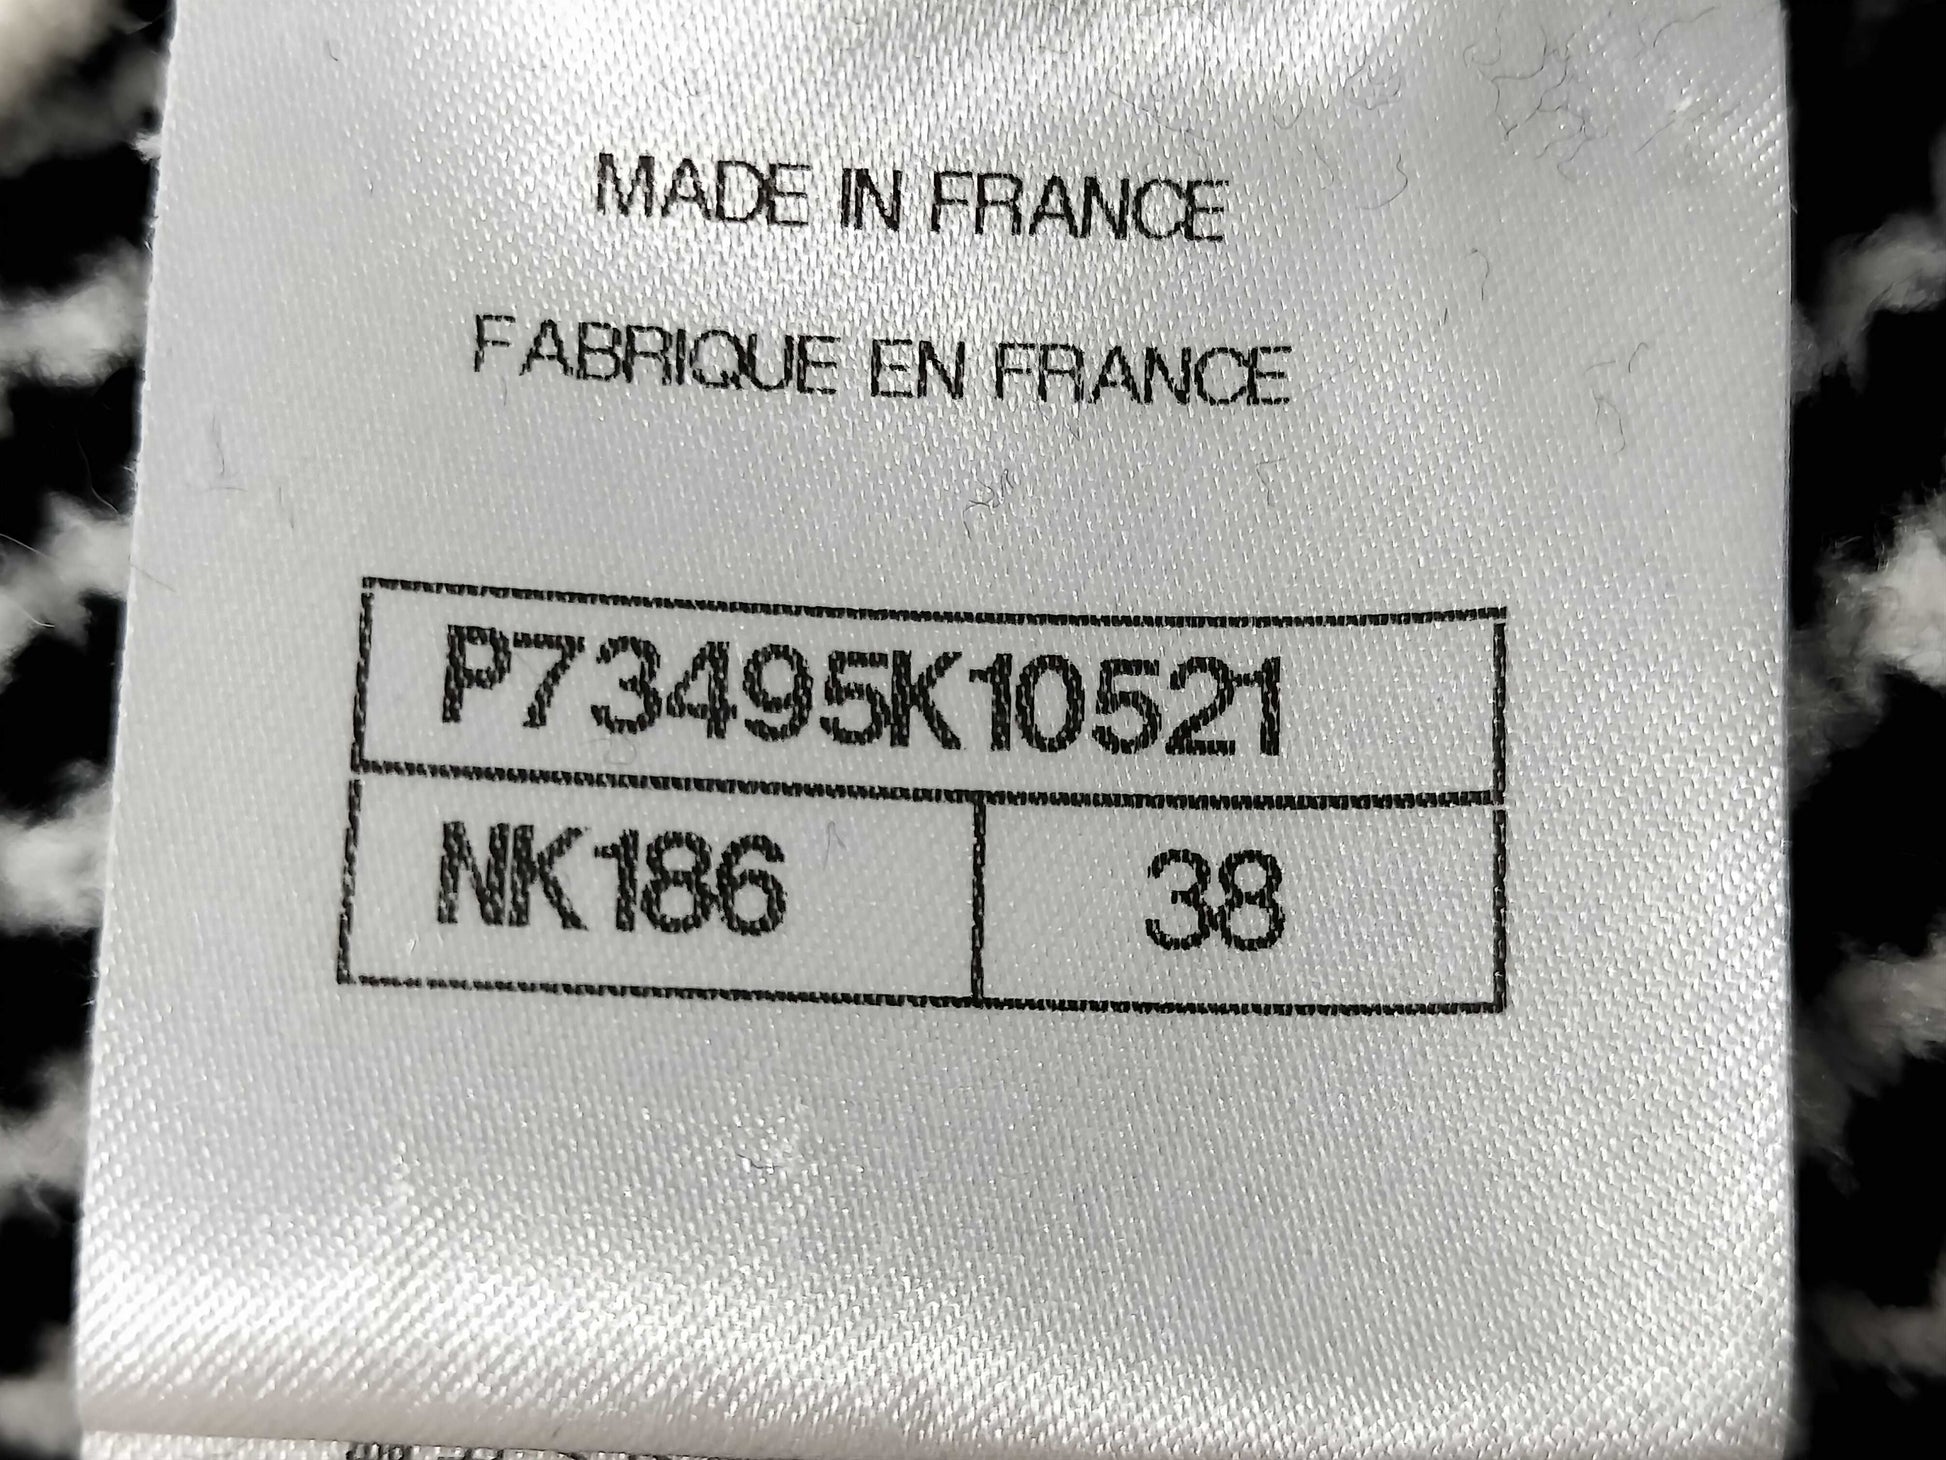 MADE IN FRANCE
FABRIQUE EN FRANCE
P73495K10521
NK186 38